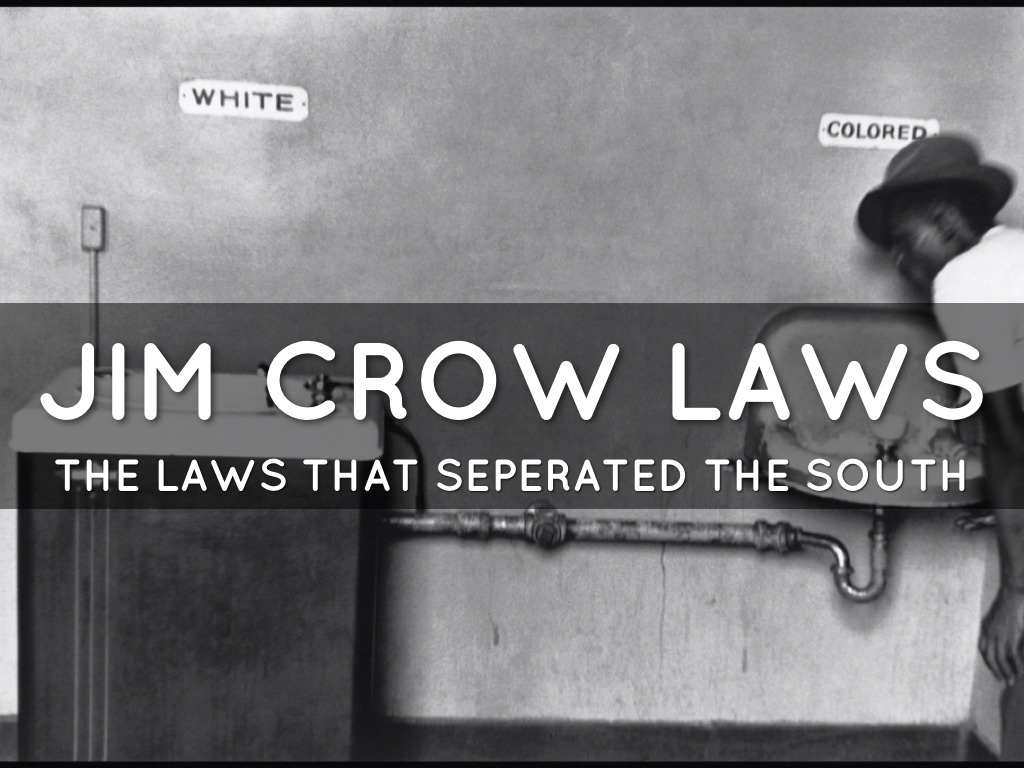 WHITE
COLORED
JIM CROW LAWS
THE LAWS THAT SEPERATED THE SOUTH